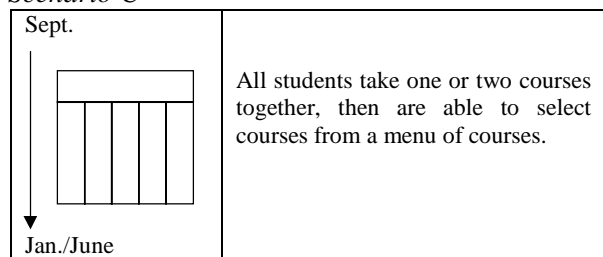 Scenario C
Sept.
All students take one or two courses
together, then are able to select
courses from a menu of courses.
Jan./June